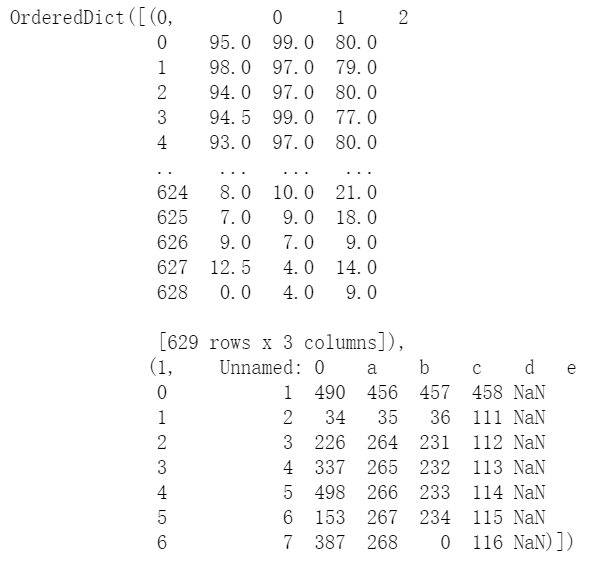 OrderedDict([(0,         0     1     2
0    95.0  99.0  80.0
1    98.0  97.0  79.0
2    94.0  97.0  80.0
3    94.5  99.0  77.0
4    93.0  97.0  80.0
..    ...   ...   ...
624   8.0  10.0  21.0
625   7.0   9.0  18.0
626   9.0   7.0   9.0
627  12.5   4.0  14.0
628   0.0   4.0   9.0
[629 rows x 3 columns]),
(1,    Unnamed: 0    a    b    c   d   e
0           1  490  456  457  458 NaN
1           2   34   35   36  111 NaN
2           3  226  264  231  112 NaN
3           4  337  265  232  113 NaN
4           5  498  266  233  114 NaN
5           6  153  267  234  115 NaN
6           7  387  268    0  116 NaN)])